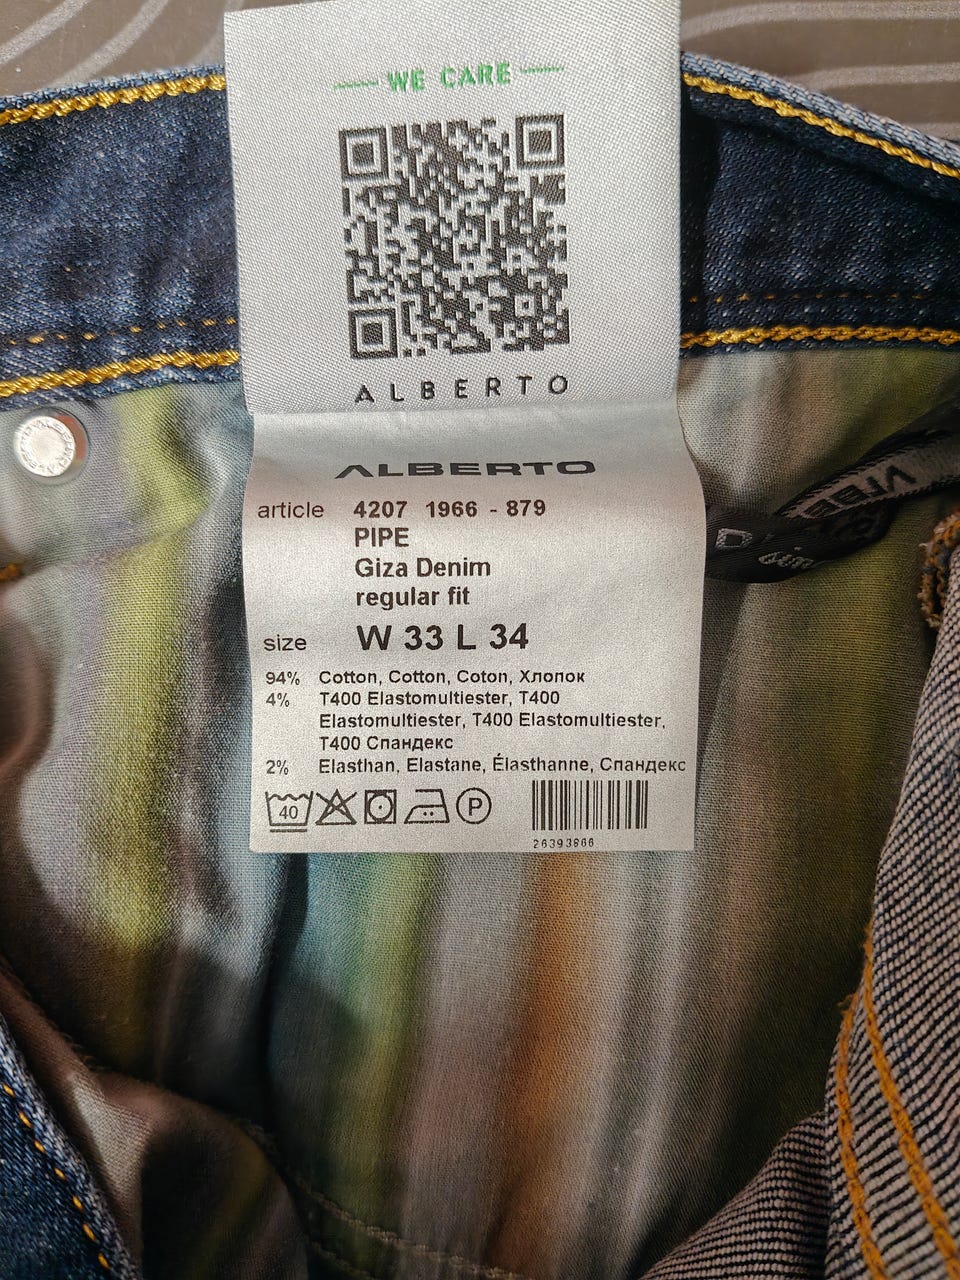 WE CARE
ALBERTO
ALBERTO
article 4207 1966 - 879
PIPE
Giza Denim
regular fit
size W 33 L 34
94% Cotton, Cotton, Coton, Хлопок
4% T400 Elastomultiester, T400
Elastomultiester, T400 Elastomultiester,
T400 Спандекс
2% Elasthan, Elastane, Élasthanne, Спандекс
40
P
26393866